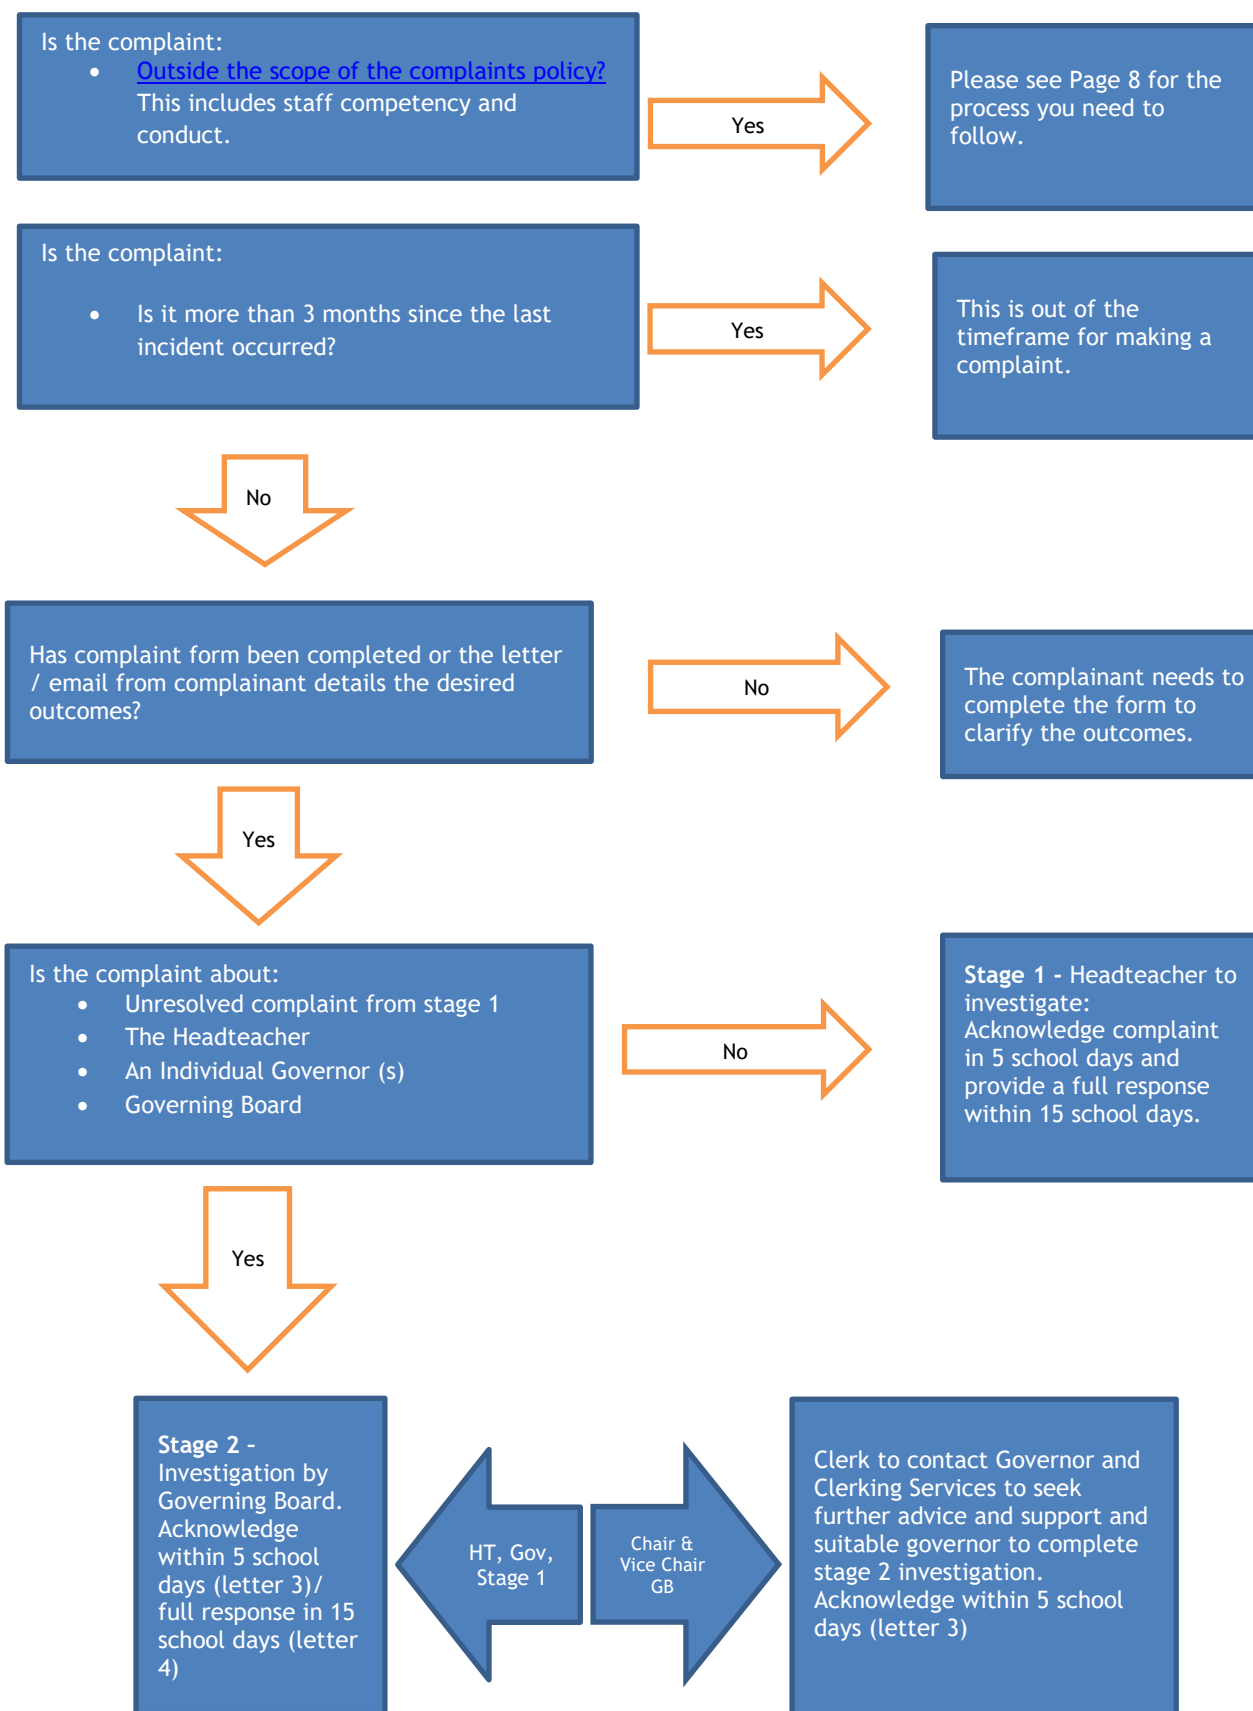 Is the complaint:
• Outside the scope of the complaints policy?
This includes staff competency and
conduct.
Yes
Please see Page 8 for the
process you need to
follow.
Is the complaint:
• Is it more than 3 months since the last
incident occurred?
Yes
This is out of the
timeframe for making a
complaint.
No
Has complaint form been completed or the letter
/ email from complainant details the desired
outcomes?
No
The complainant needs to
complete the form to
clarify the outcomes.
Yes
Is the complaint about:
• Unresolved complaint from stage 1
• The Headteacher
• An Individual Governor (s)
• Governing Board
No
Stage 1 - Headteacher to
investigate:
Acknowledge complaint
in 5 school days and
provide a full response
within 15 school days.
Yes
Stage 2 –
Investigation by
Governing Board.
Acknowledge
within 5 school
days (letter 3)/
full response in 15
school days (letter
4)
HT, Gov,
Stage 1
Chair &
Vice Chair
GB
Clerk to contact Governor and
Clerking Services to seek
further advice and support and
suitable governor to complete
stage 2 investigation.
Acknowledge within 5 school
days (letter 3)